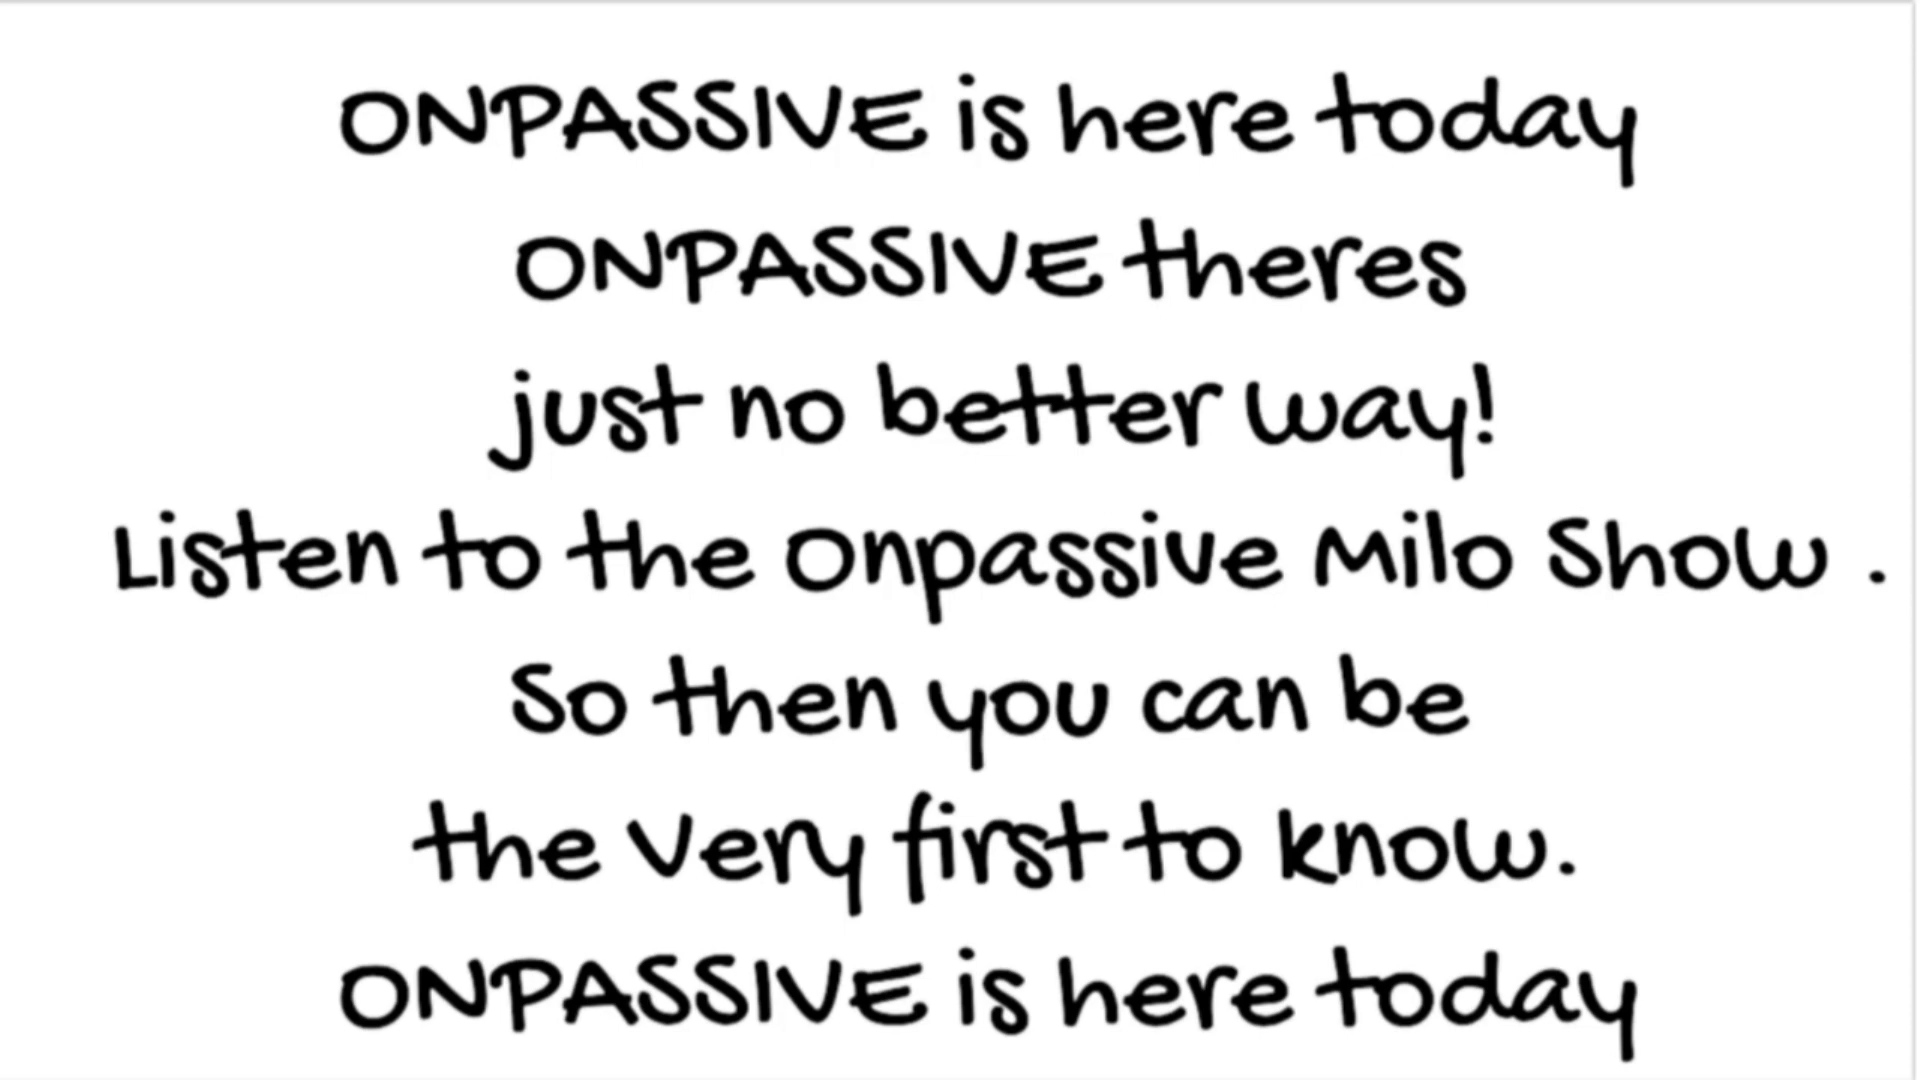 ONPASSIVE is here today
ONPASSIVE theres
just no better way!
Listen to the Onpassive Milo Show .
So then you can be
the very first to know.
ONPASSIVE is here today